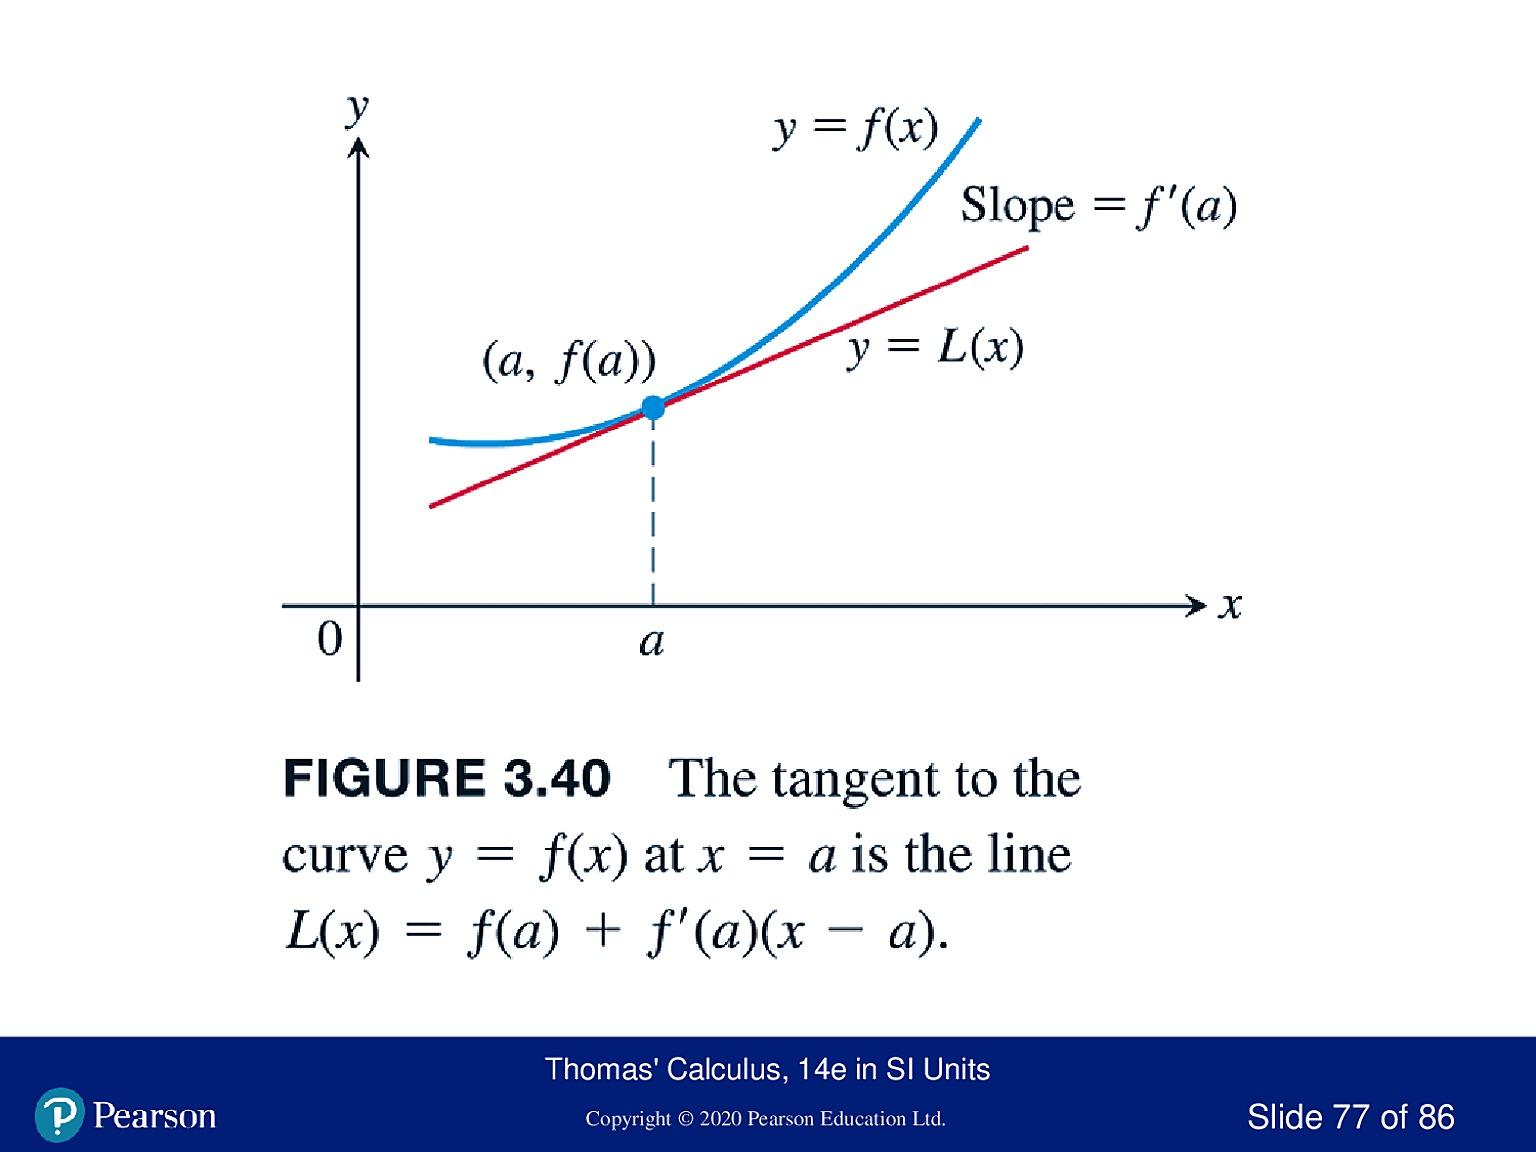 y
y = f(x)
Slope = f′(a)
(a, f(a))
y = L(x)
x
0
a
FIGURE 3.40 The tangent to the
curve y = f(x) at x = a is the line
L(x) = f(a) + f′(a)(x − a).
Thomas' Calculus, 14e in SI Units
Pearson
Copyright © 2020 Pearson Education Ltd.
Slide 77 of 86